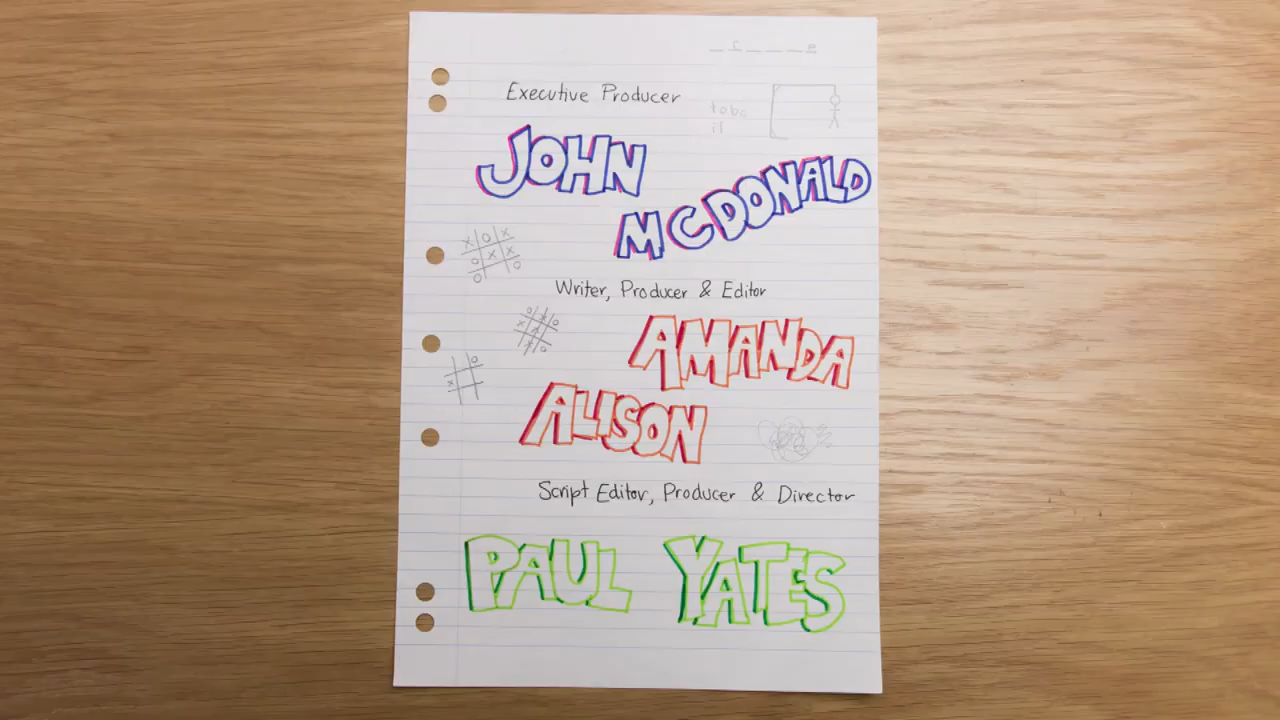 _ c _ _ _ _ e
Executive Producer
JOHN
MCDONALD
Writer, Producer & Editor
AMANDA
ALISON
Script Editor, Producer & Director
PAUL YATES